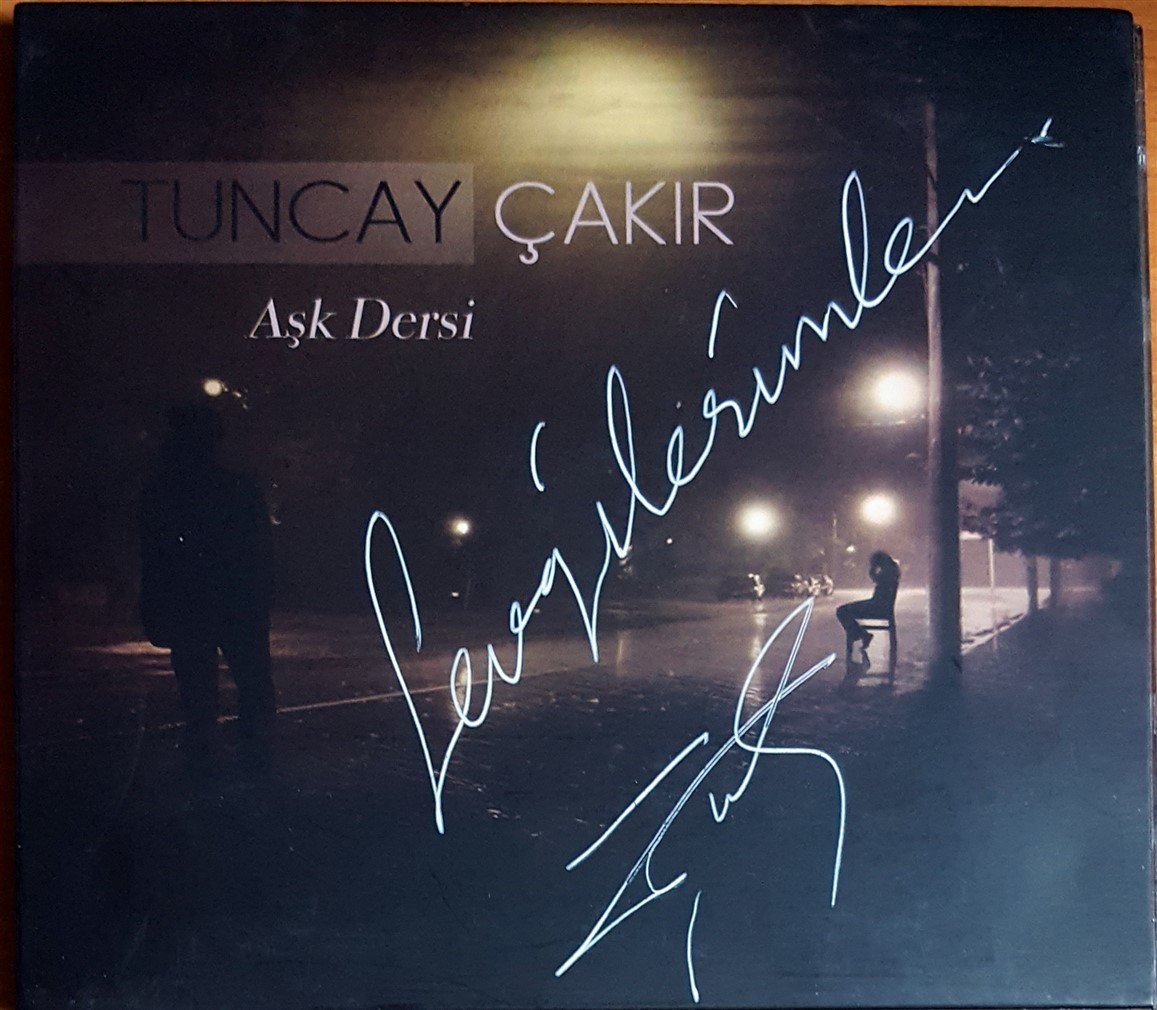 TUNCAY ÇAKIR
Aşk Dersi
Sevgilerimle